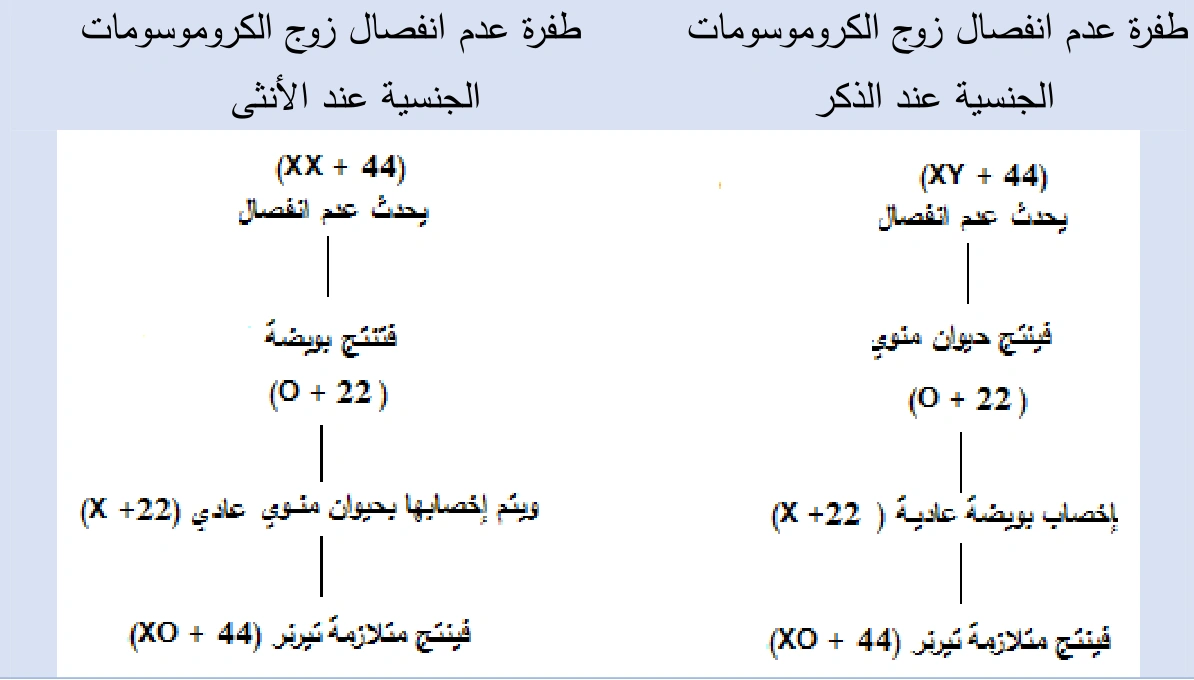 طفرة عدم انفصال زوج الكروموسومات
الجنسية عند الذكر
(44 + XY)
يحدث عدم انفصال
فينتج حيوان منوي
( 22 + O)
إخصاب بويضة عادية ( 22+ X)
فينتج متلازمة تيرنر (44 + XO)
طفرة عدم انفصال زوج الكروموسومات
الجنسية عند الأنثى
(44 + XX)
يحدث عدم انفصال
فتنتج بويضة
( 22 + O)
ويتم إخصابها بحيوان منوي عادي (22+ X)
فينتج متلازمة تيرنر (44 + XO)